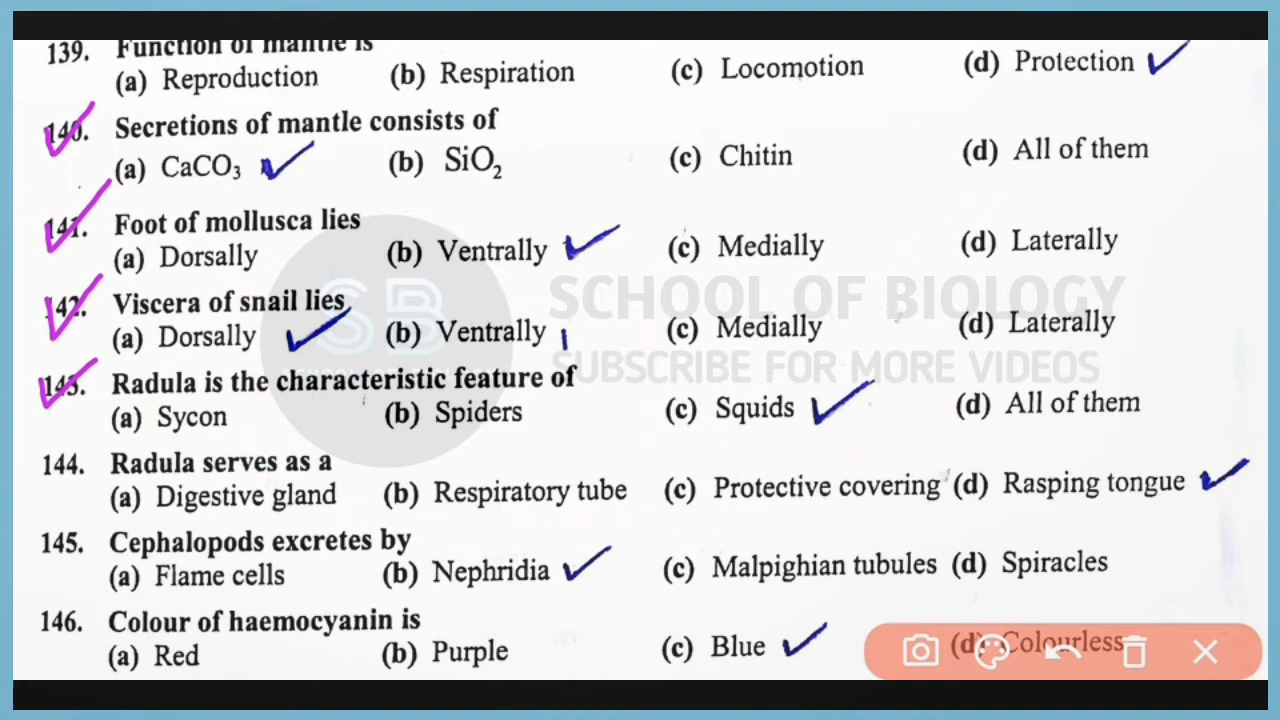 139. Function of mantle is
(a) Reproduction (b) Respiration (c) Locomotion (d) Protection
140. Secretions of mantle consists of
(a) CaCO₃ (b) SiO₂ (c) Chitin (d) All of them
141. Foot of mollusca lies
(a) Dorsally (b) Ventrally (c) Medially (d) Laterally
142. Viscera of snail lies
(a) Dorsally (b) Ventrally (c) Medially (d) Laterally
143. Radula is the characteristic feature of
(a) Sycon (b) Spiders (c) Squids (d) All of them
144. Radula serves as a
(a) Digestive gland (b) Respiratory tube (c) Protective covering (d) Rasping tongue
145. Cephalopods excretes by
(a) Flame cells (b) Nephridia (c) Malpighian tubules (d) Spiracles
146. Colour of haemocyanin is
(a) Red (b) Purple (c) Blue (d) Colourless
SB
SCHOOL OF BIOLOGY
SUBSCRIBE FOR MORE VIDEOS